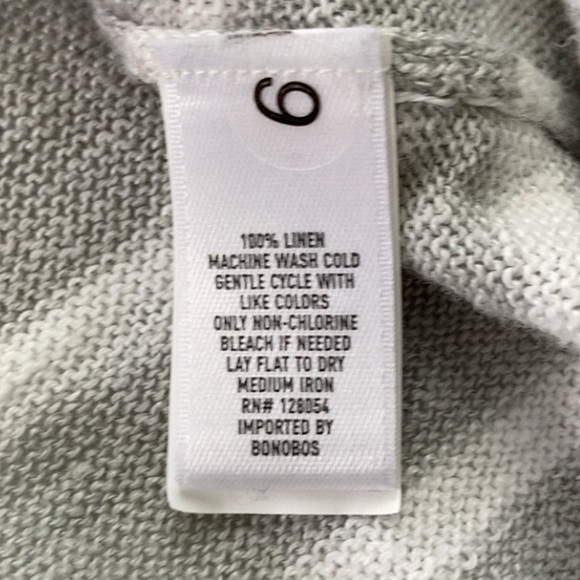 100% LINEN
MACHINE WASH COLD
GENTLE CYCLE WITH
LIKE COLORS
ONLY NON-CHLORINE
BLEACH IF NEEDED
LAY FLAT TO DRY
MEDIUM IRON
RN# 128054
IMPORTED BY
BONOBOS